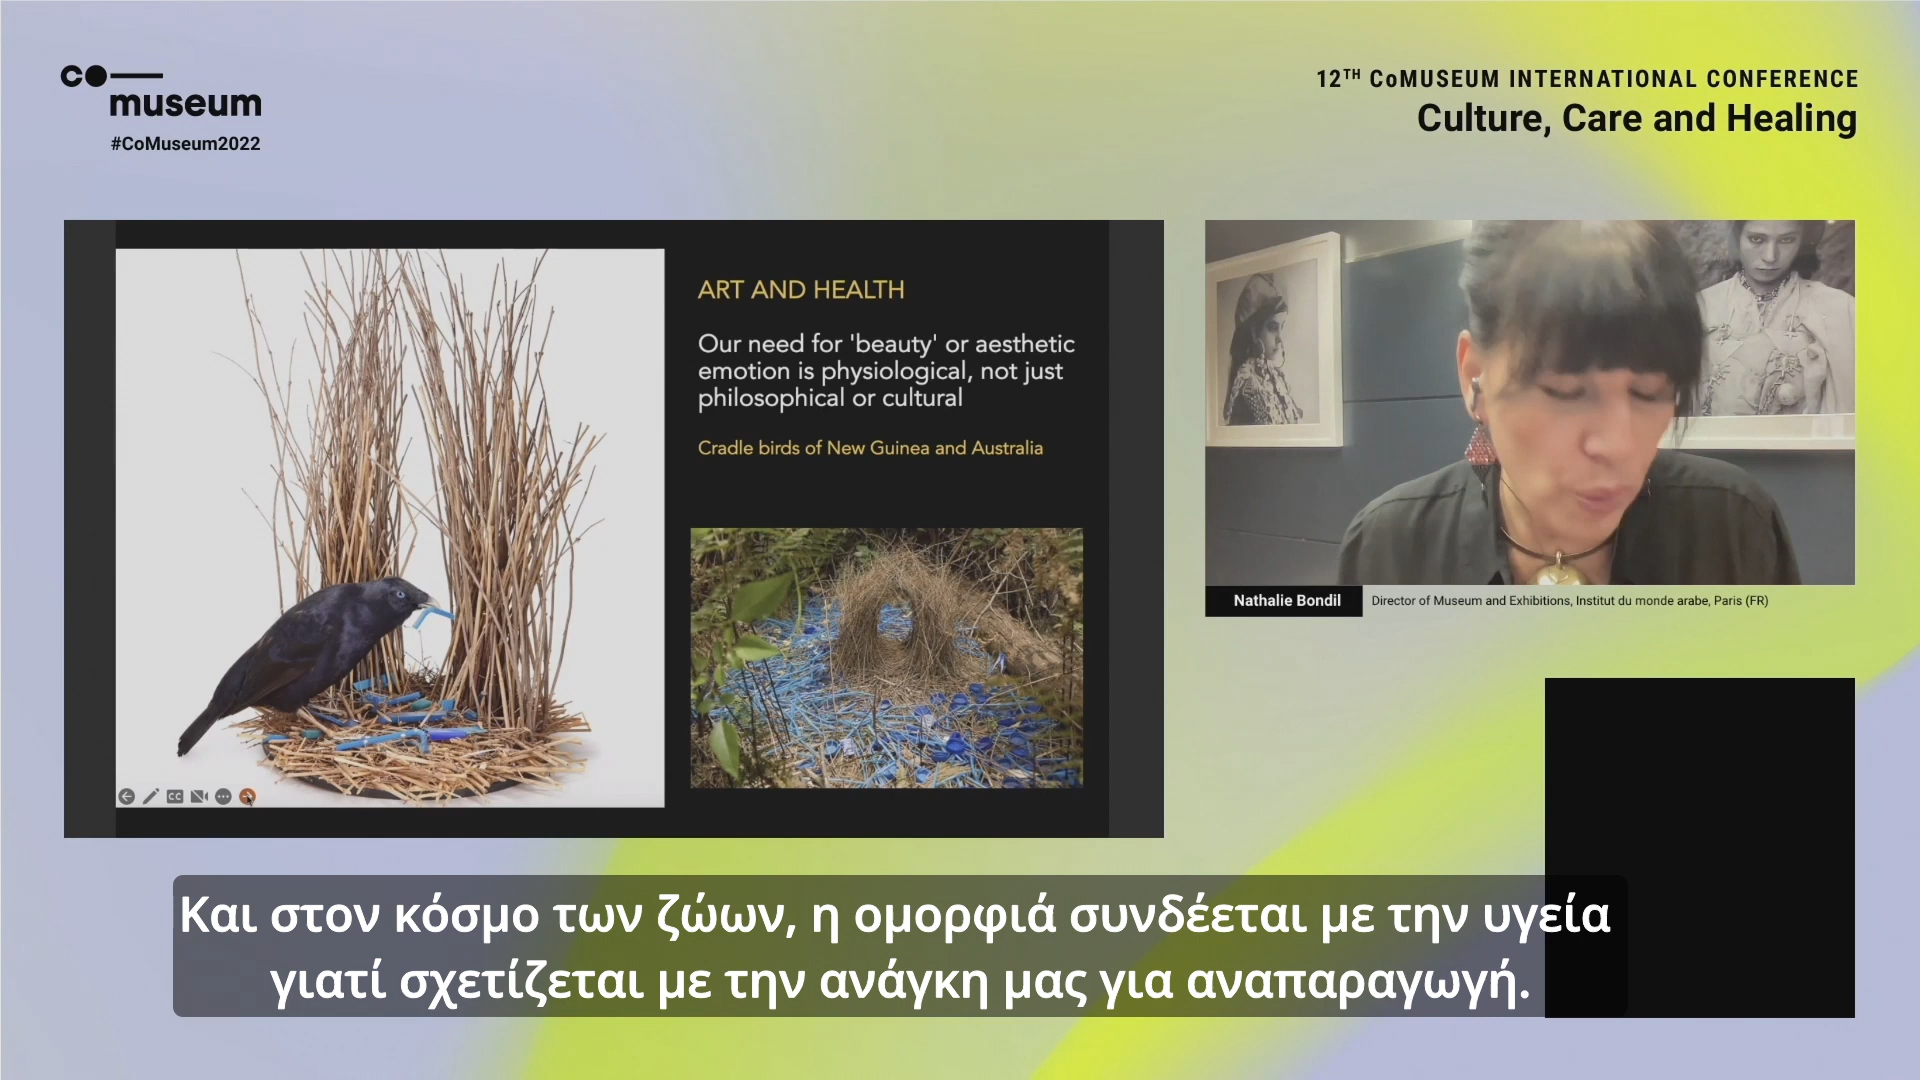 co museum
#CoMuseum2022
12TH CoMUSEUM INTERNATIONAL CONFERENCE
Culture, Care and Healing
ART AND HEALTH
Our need for 'beauty' or aesthetic
emotion is physiological, not just
philosophical or cultural
Cradle birds of New Guinea and Australia
CC
Nathalie Bondil
Director of Museum and Exhibitions, Institut du monde arabe, Paris (FR)
Και στον κόσμο των ζώων, η ομορφιά συνδέεται με την υγεία
γιατί σχετίζεται με την ανάγκη μας για αναπαραγωγή.